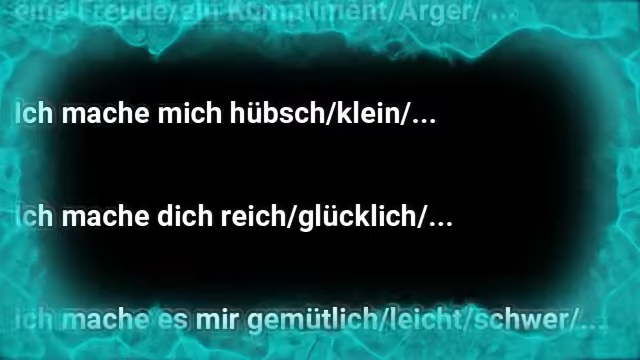 eine Freude/ein Kompliment/Ärger/ ...
Ich mache mich hübsch/klein/...
Ich mache dich reich/glücklich/...
Ich mache es mir gemütlich/leicht/schwer/...